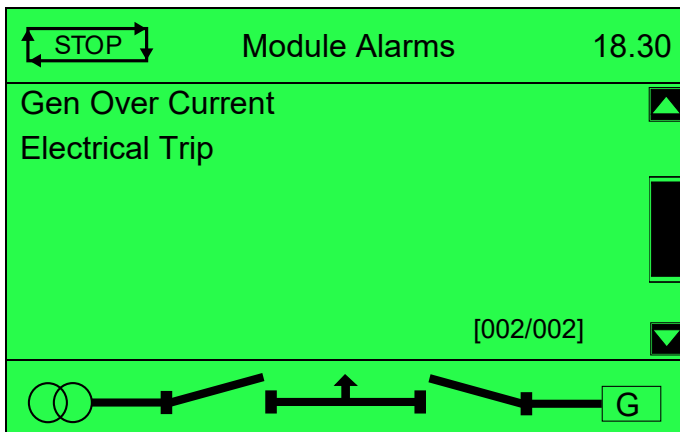 STOP Module Alarms 18.30
Gen Over Current
Electrical Trip
[002/002]
G